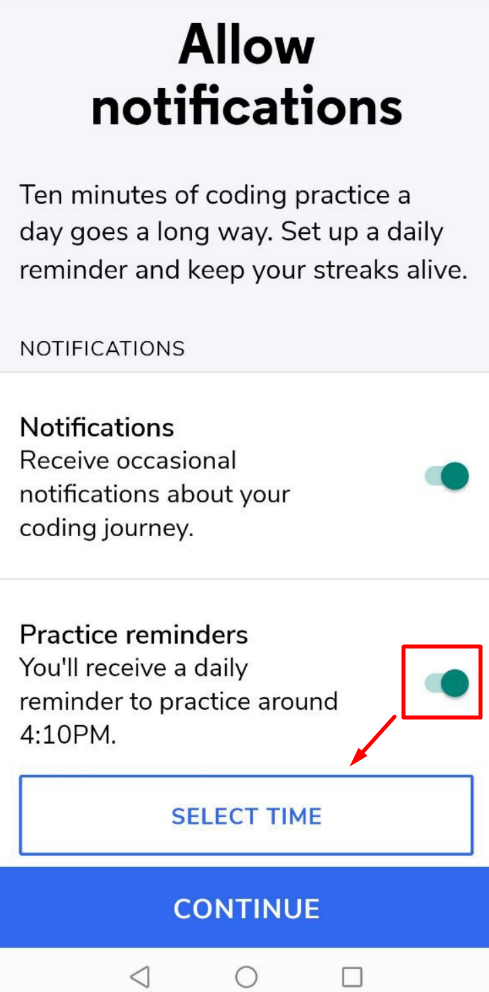 Allow
notifications
Ten minutes of coding practice a
day goes a long way. Set up a daily
reminder and keep your streaks alive.
NOTIFICATIONS
Notifications
Receive occasional
notifications about your
coding journey.
Practice reminders
You'll receive a daily
reminder to practice around
4:10PM.
SELECT TIME
CONTINUE